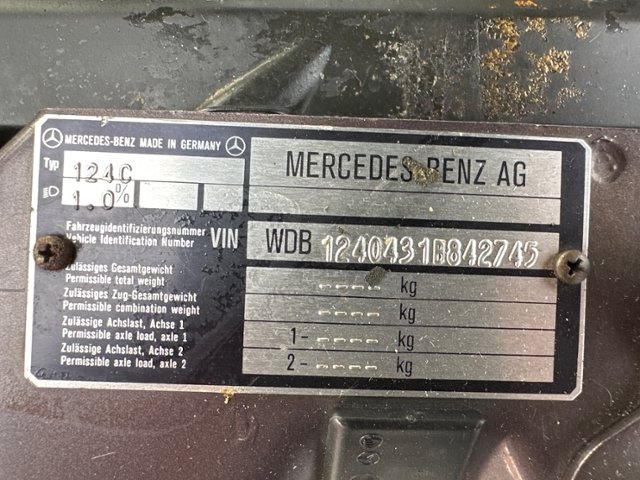 MERCEDES-BENZ MADE IN GERMANY
MERCEDES-BENZ AG
Typ 124C
1.0%
Fahrzeugidentifizierungsnummer
Vehicle Identification Number
VIN WDB 1240431B842745
Zulässiges Gesamtgewicht
Permissible total weight
---- kg
Zulässiges Zug-Gesamtgewicht
Permissible combination weight
---- kg
Zulässige Achslast, Achse 1
Permissible axle load, axle 1
1- ---- kg
Zulässige Achslast, Achse 2
Permissible axle load, axle 2
2- ---- kg